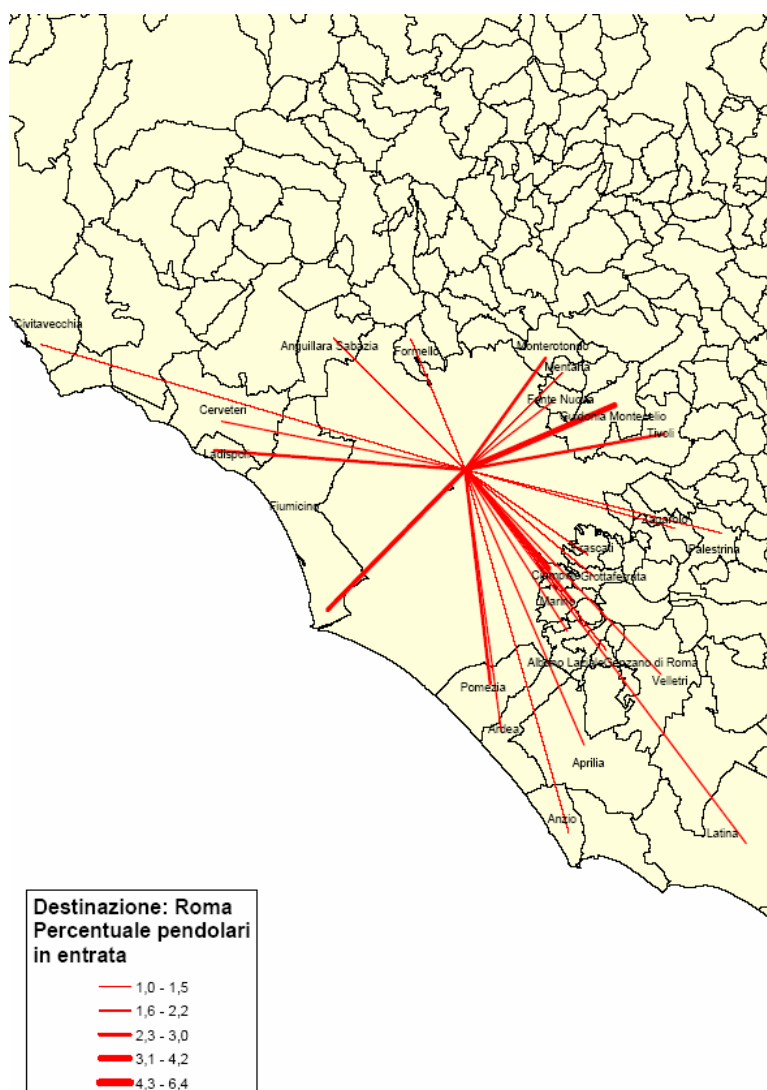 Civitavecchia
Anguillara Sabazia
Formello
Monterotondo
Mentana
Fonte Nuova
Guidonia Montecelio
Tivoli
Cerveteri
Ladispoli
Fiumicino
Zagarolo
Palestrina
Frascati
Ciampino
Grottaferrata
Marino
Albano Laziale
Genzano di Roma
Velletri
Pomezia
Ardea
Aprilia
Anzio
Latina
Destinazione: Roma
Percentuale pendolari
in entrata
1,0 - 1,5
1,6 - 2,2
2,3 - 3,0
3,1 - 4,2
4,3 - 6,4